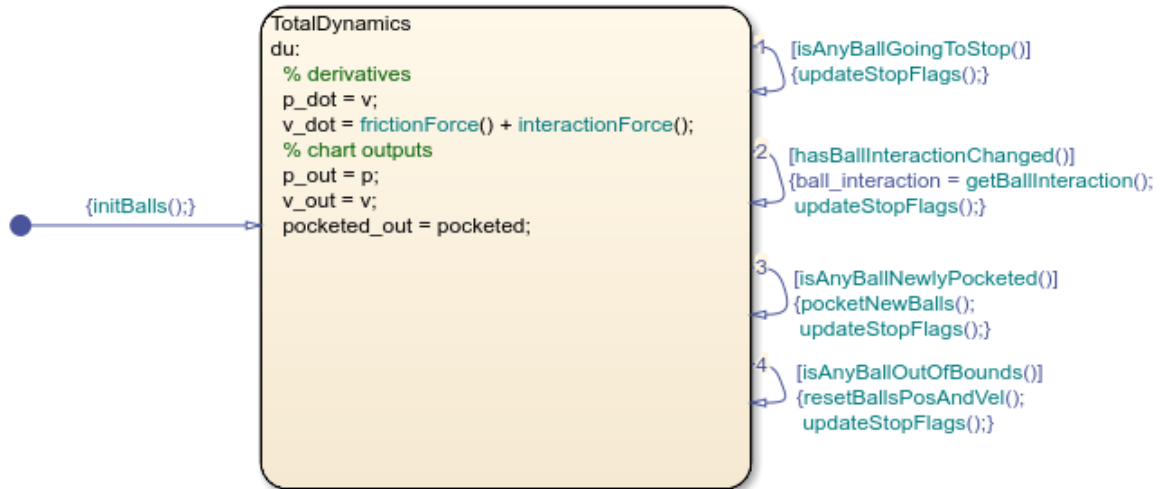 TotalDynamics
du:
% derivatives
p_dot = v;
v_dot = frictionForce() + interactionForce();
% chart outputs
p_out = p;
v_out = v;
pocketed_out = pocketed;
{initBalls();}
1
[isAnyBallGoingToStop()]
{updateStopFlags();}
2
[hasBallInteractionChanged()]
{ball_interaction = getBallInteraction();
updateStopFlags();}
3
[isAnyBallNewlyPocketed()]
{pocketNewBalls();
updateStopFlags();}
4
[isAnyBallOutOfBounds()]
{resetBallsPosAndVel();
updateStopFlags();}